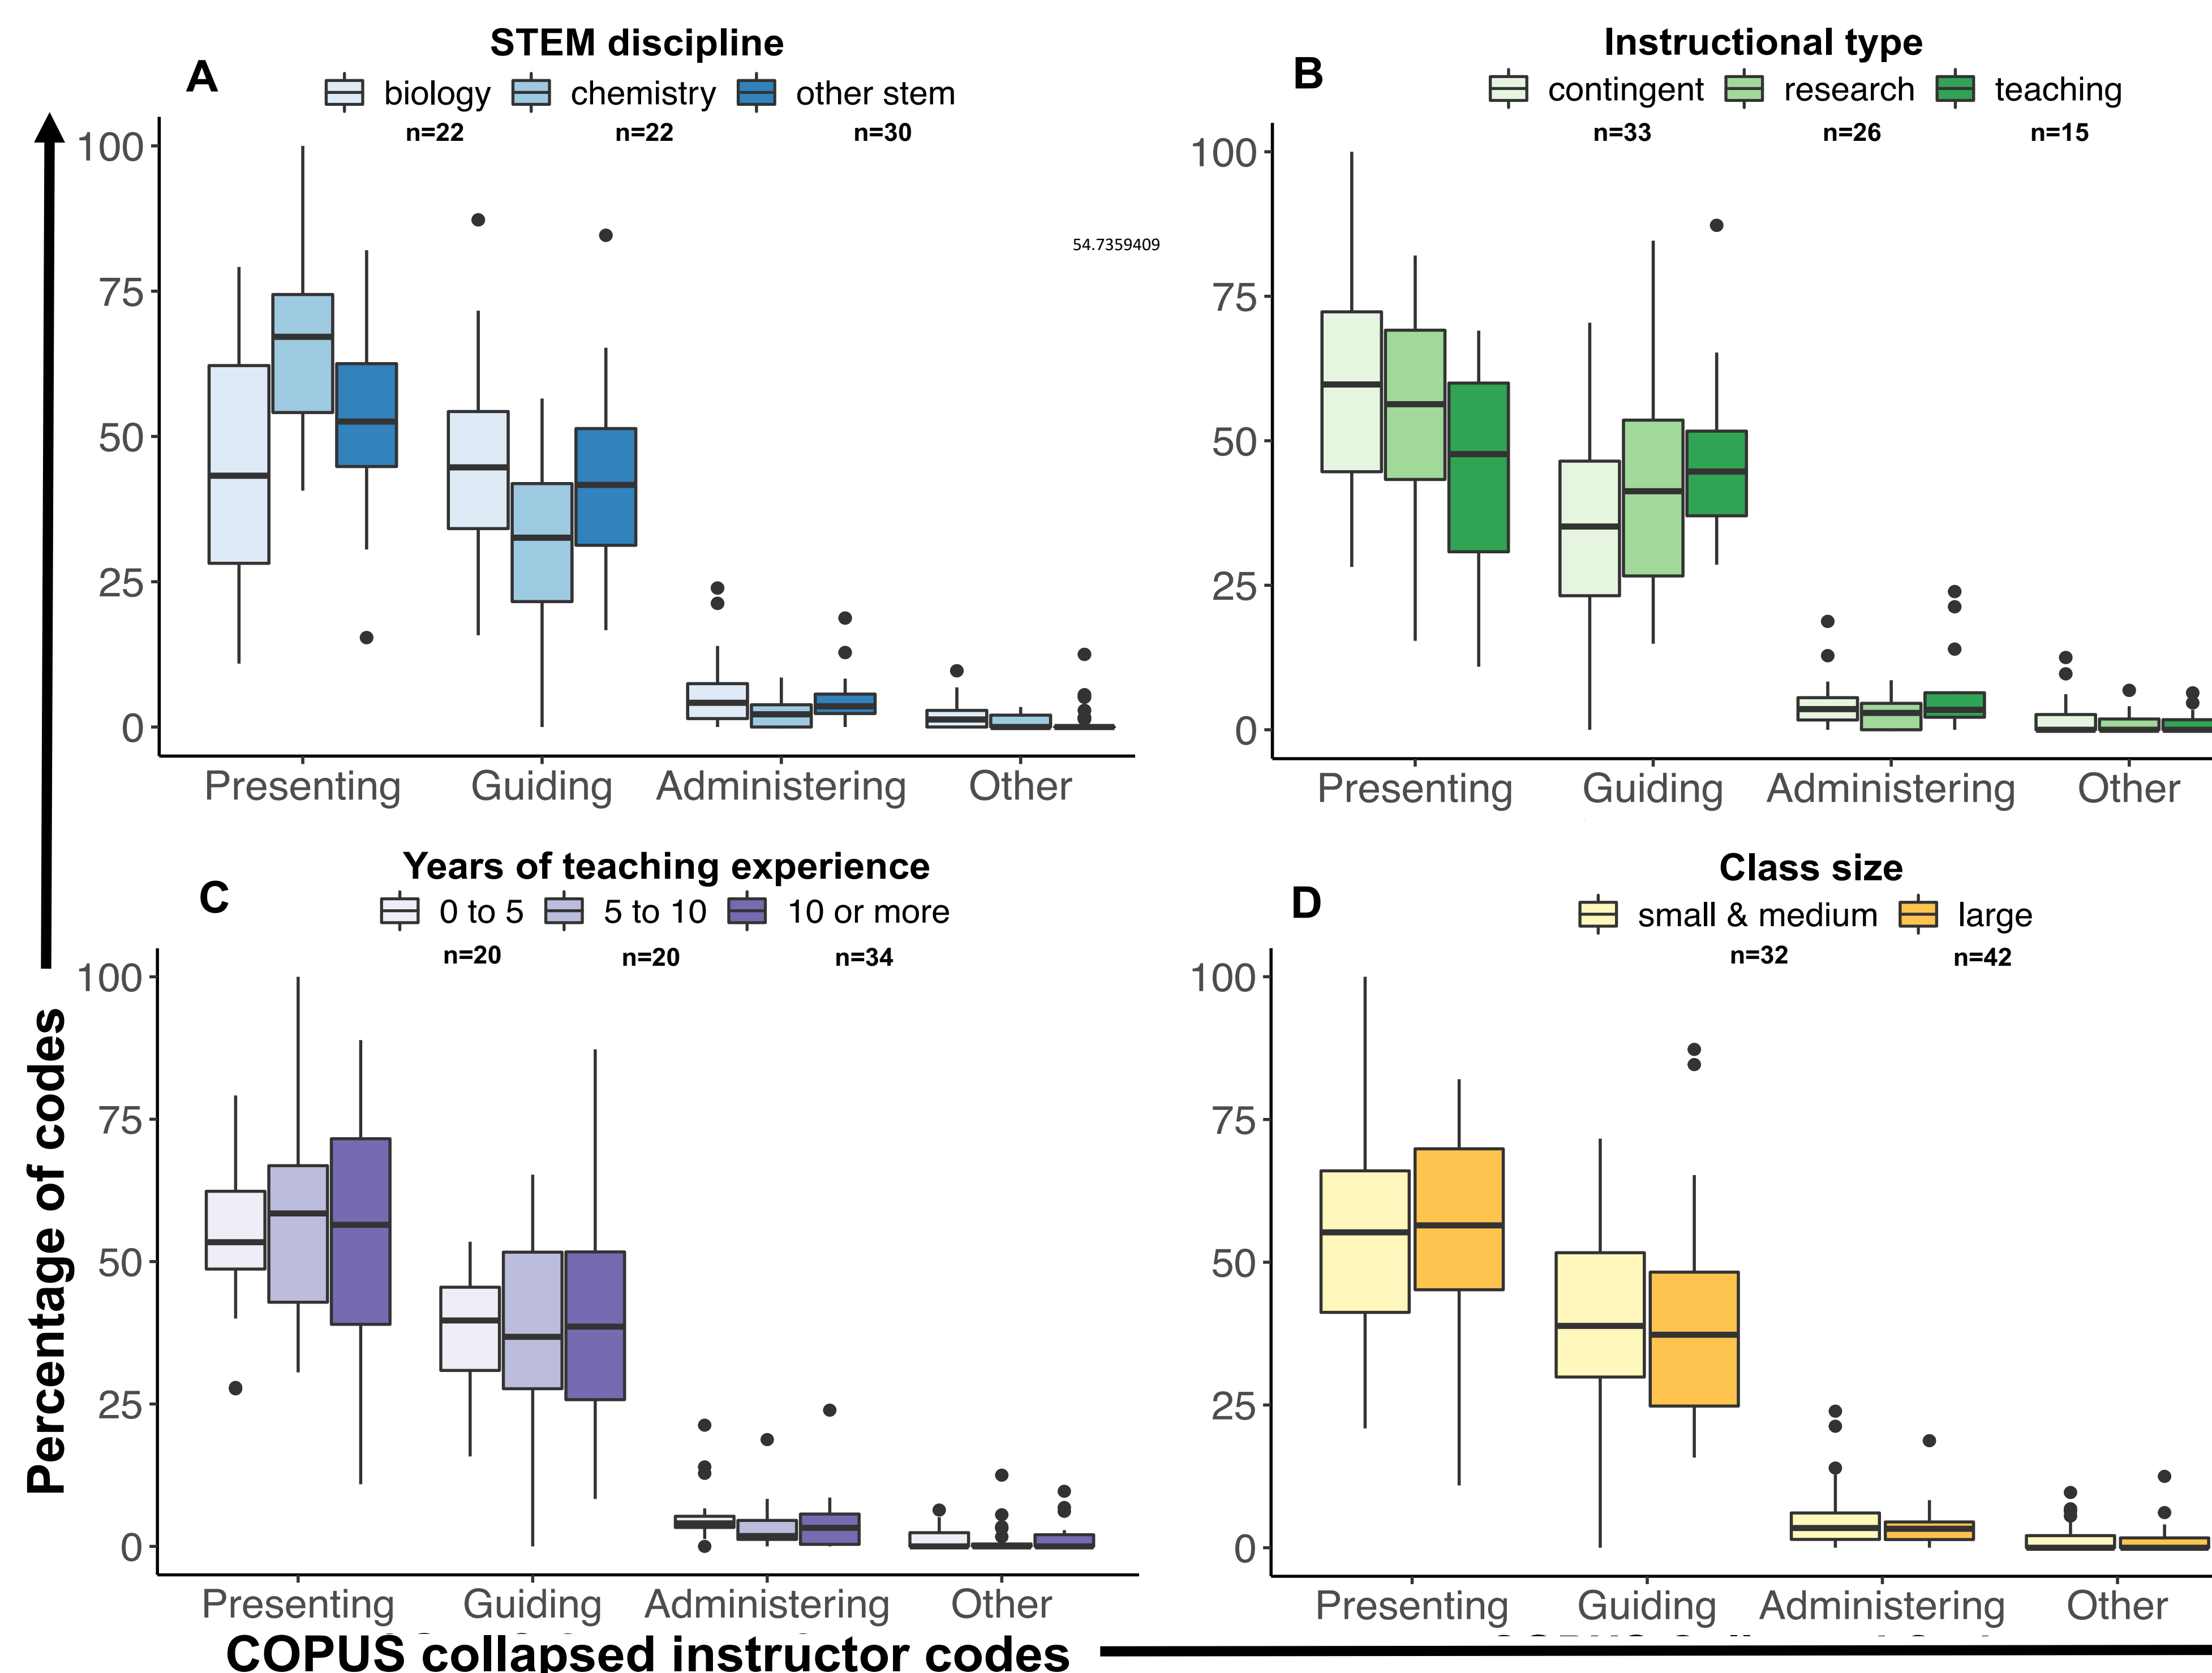 STEM discipline
A
biology chemistry other stem
n=22 n=22 n=30
100
75
50
25
0
54.7359409
Presenting Guiding Administering Other
Instructional type
B
contingent research teaching
n=33 n=26 n=15
100
75
50
25
0
Presenting Guiding Administering Other
Years of teaching experience
C
0 to 5 5 to 10 10 or more
n=20 n=20 n=34
100
75
50
25
0
Presenting Guiding Administering Other
Class size
D
small & medium large
n=32 n=42
100
75
50
25
0
Presenting Guiding Administering Other
Percentage of codes
COPUS collapsed instructor codes